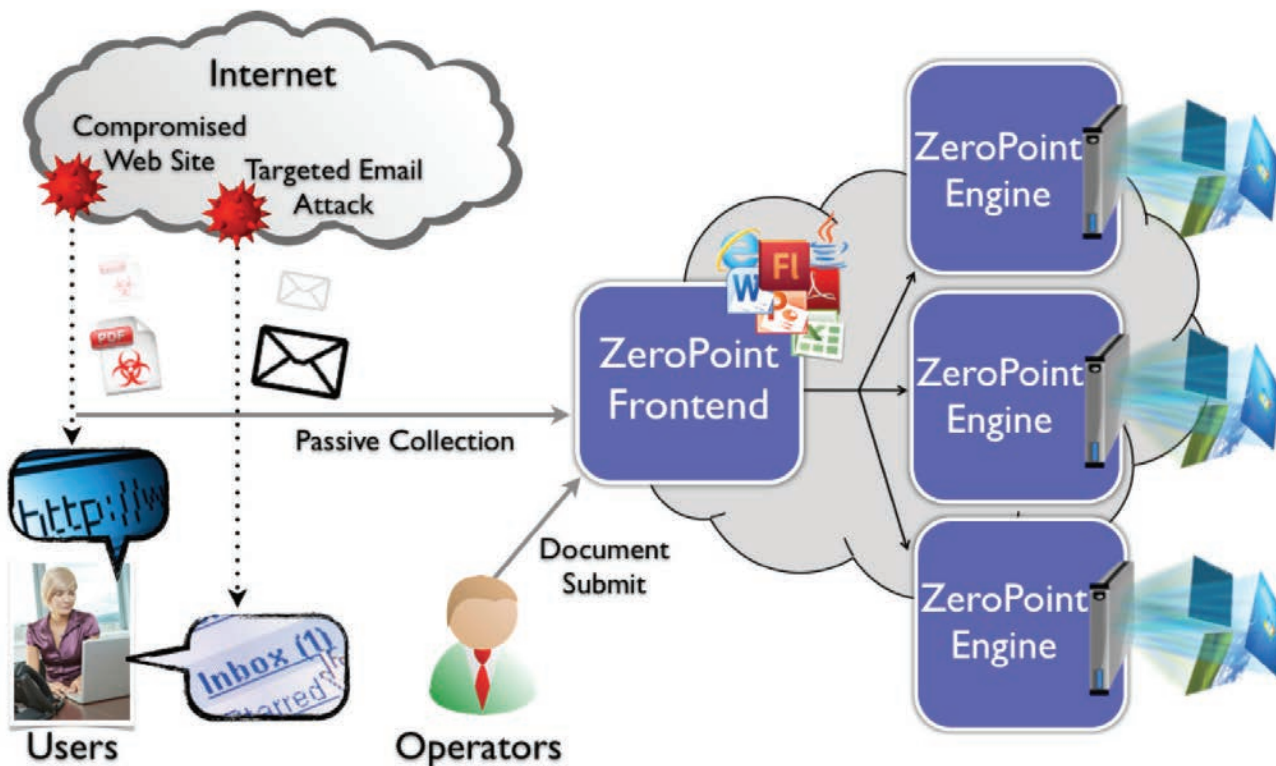 Internet
Compromised
Web Site
Targeted Email
Attack
PDF
Passive Collection
http://w
Inbox (1)
Starred
Users
Operators
Document
Submit
ZeroPoint
Frontend
W
Fl
P
ZeroPoint
Engine
ZeroPoint
Engine
ZeroPoint
Engine